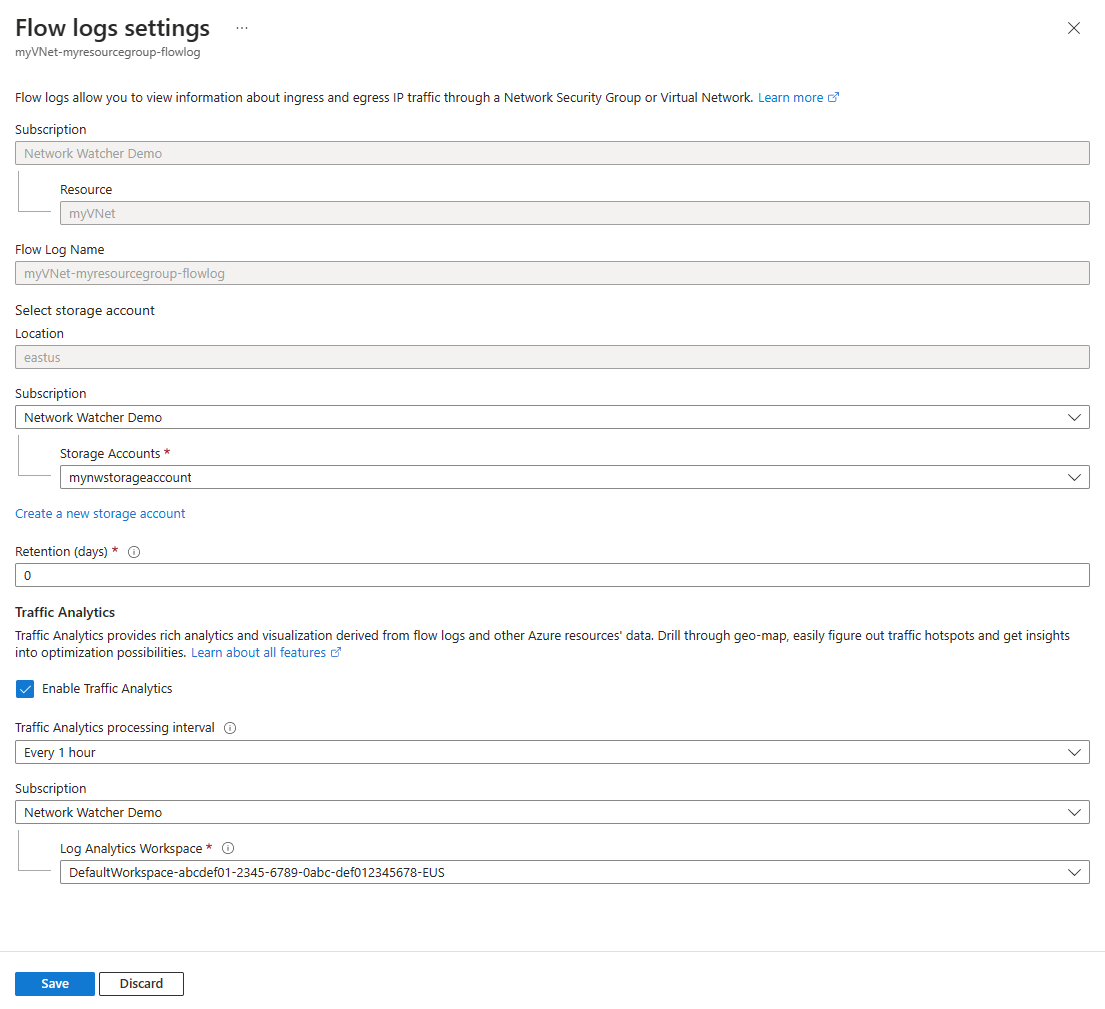 Flow logs settings ...
myVNet-myresourcegroup-flowlog
Flow logs allow you to view information about ingress and egress IP traffic through a Network Security Group or Virtual Network. Learn more
Subscription
Network Watcher Demo
Resource
myVNet
Flow Log Name
myVNet-myresourcegroup-flowlog
Select storage account
Location
eastus
Subscription
Network Watcher Demo
Storage Accounts *
mynwstorageaccount
Create a new storage account
Retention (days) *
0
Traffic Analytics
Traffic Analytics provides rich analytics and visualization derived from flow logs and other Azure resources' data. Drill through geo-map, easily figure out traffic hotspots and get insights
into optimization possibilities. Learn about all features
Enable Traffic Analytics
Traffic Analytics processing interval
Every 1 hour
Subscription
Network Watcher Demo
Log Analytics Workspace *
DefaultWorkspace-abcdef01-2345-6789-0abc-def012345678-EUS
Save Discard